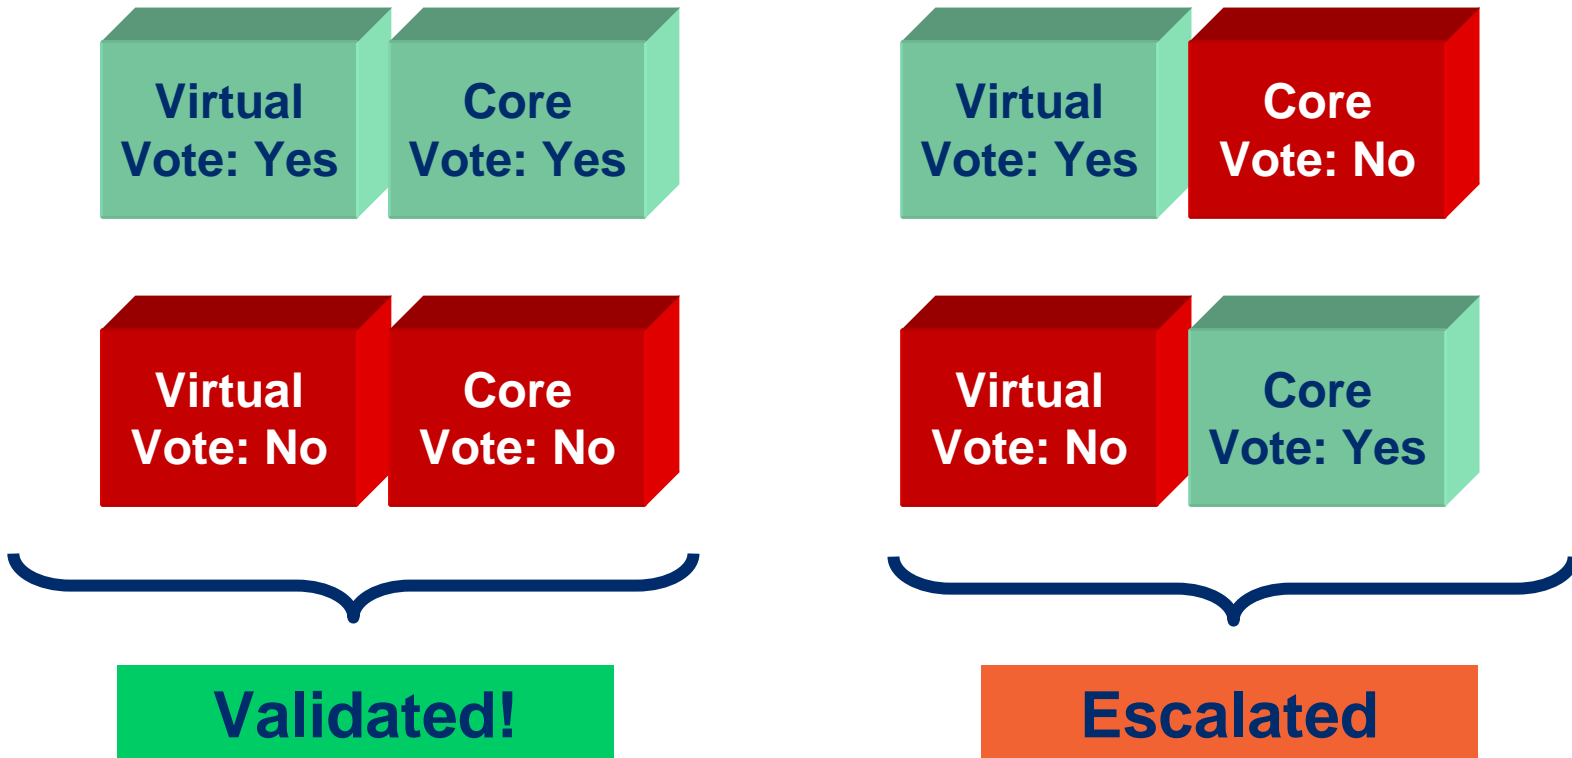 Virtual
Vote: Yes
Core
Vote: Yes
Virtual
Vote: Yes
Core
Vote: No
Virtual
Vote: No
Core
Vote: No
Virtual
Vote: No
Core
Vote: Yes
Validated!
Escalated